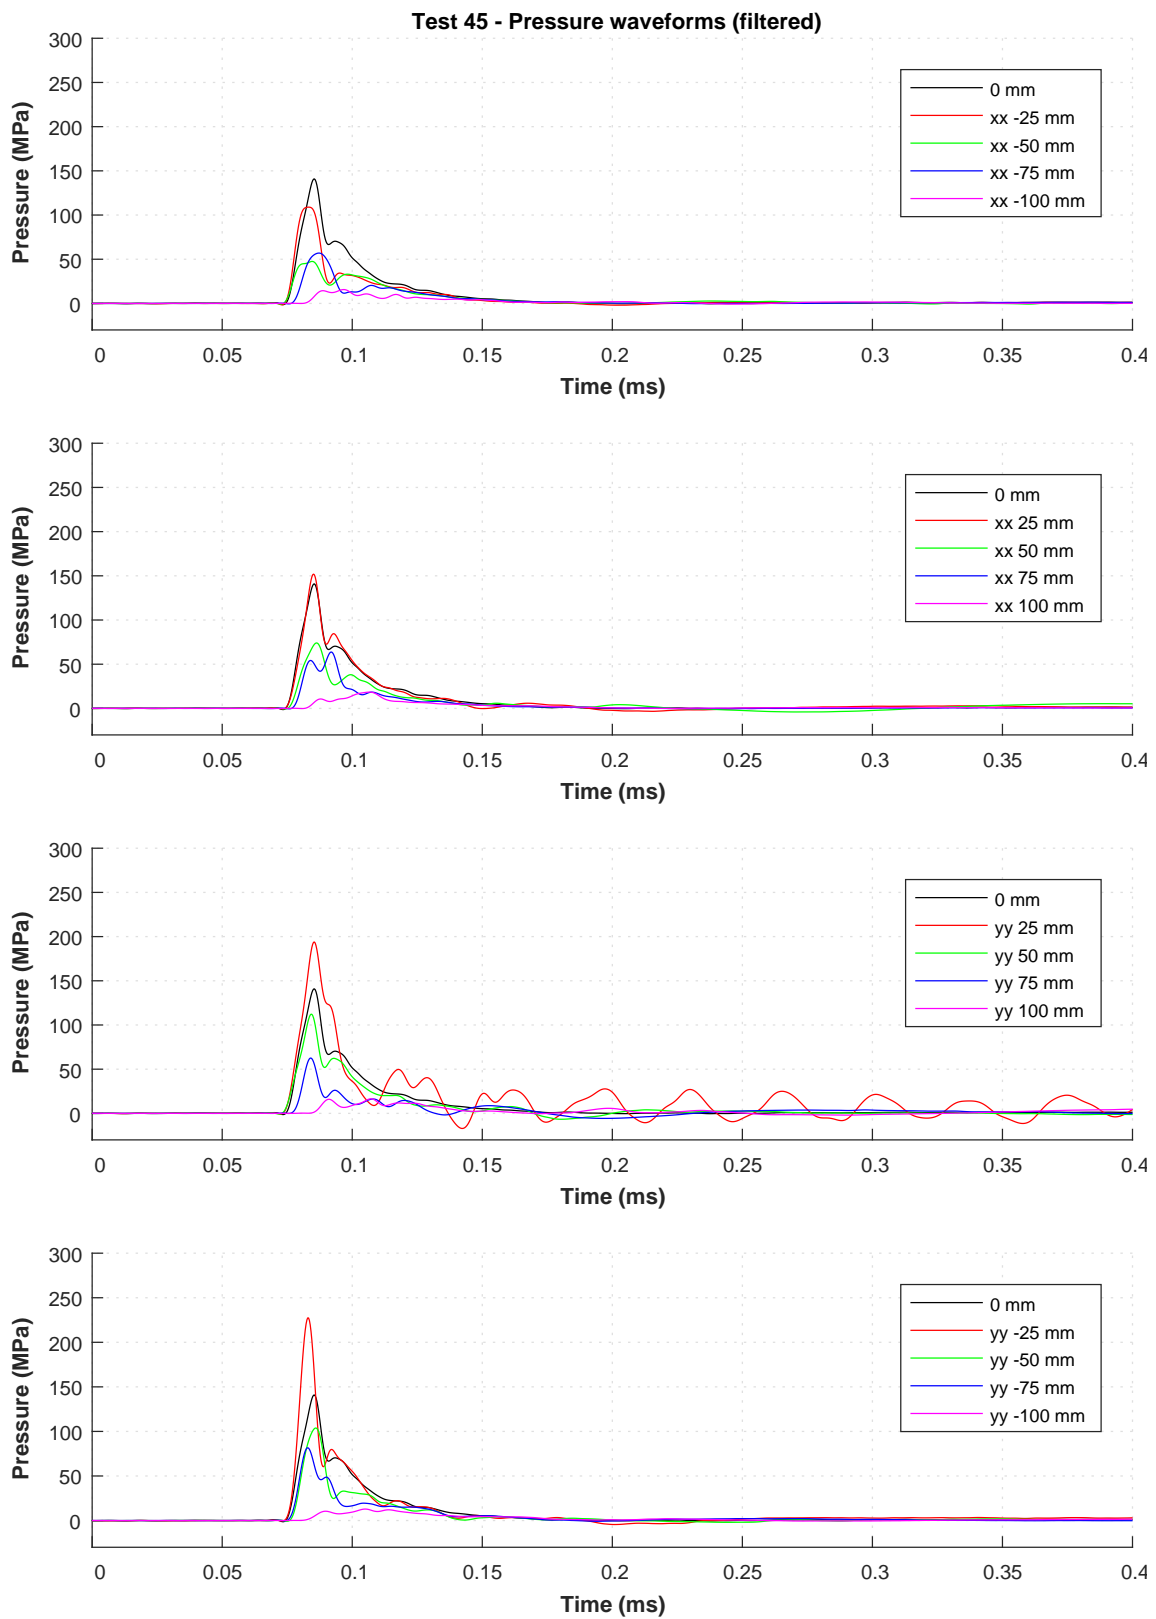 Test 45 - Pressure waveforms (filtered)
300
250
200
150
100
50
0
Pressure (MPa)
0 mm
xx -25 mm
xx -50 mm
xx -75 mm
xx -100 mm
0 0.05 0.1 0.15 0.2 0.25 0.3 0.35 0.4
Time (ms)
300
250
200
150
100
50
0
Pressure (MPa)
0 mm
xx 25 mm
xx 50 mm
xx 75 mm
xx 100 mm
0 0.05 0.1 0.15 0.2 0.25 0.3 0.35 0.4
Time (ms)
300
250
200
150
100
50
0
Pressure (MPa)
0 mm
yy 25 mm
yy 50 mm
yy 75 mm
yy 100 mm
0 0.05 0.1 0.15 0.2 0.25 0.3 0.35 0.4
Time (ms)
300
250
200
150
100
50
0
Pressure (MPa)
0 mm
yy -25 mm
yy -50 mm
yy -75 mm
yy -100 mm
0 0.05 0.1 0.15 0.2 0.25 0.3 0.35 0.4
Time (ms)